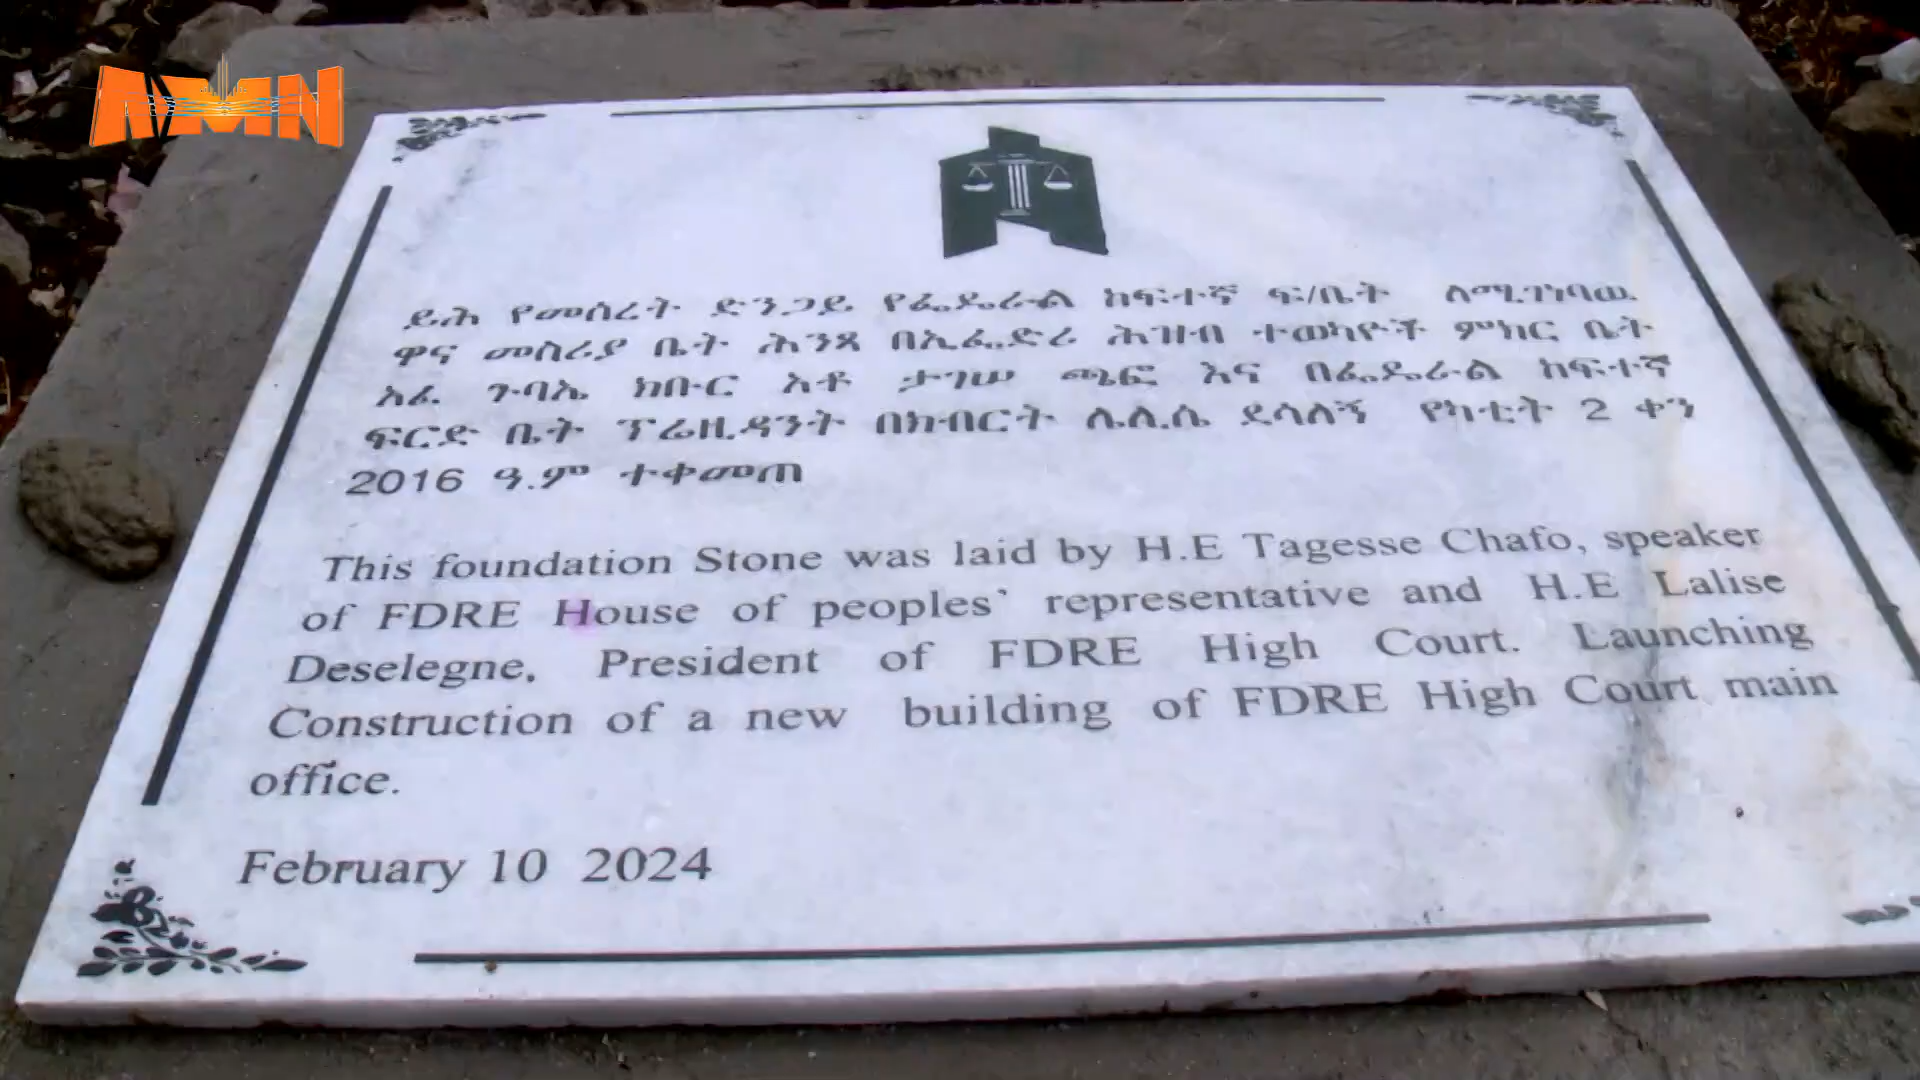 AMN
ይህ የመሰረት ድንጋይ የፌዴራል ከፍተኛ ፍ/ቤት ለሚገነባዉ
ዋና መስሪያ ቤት ሕንጻ በኢፌድሪ ሕዝብ ተወካዮች ምክር ቤት
አፈ ጉባኤ ክቡር አቶ ታገሠ ጫፎ እና በፌዴራል ከፍተኛ
ፍርድ ቤት ፕሬዚዳንት በክብርት ሌሊሴ ደሳለኝ የካቲት 2 ቀን
2016 ዓ.ም ተቀመጠ
This foundation Stone was laid by H.E Tagesse Chafo, speaker
of FDRE House of peoples' representative and H.E Lalise
Deselegne, President of FDRE High Court. Launching
Construction of a new building of FDRE High Court main
office.
February 10 2024